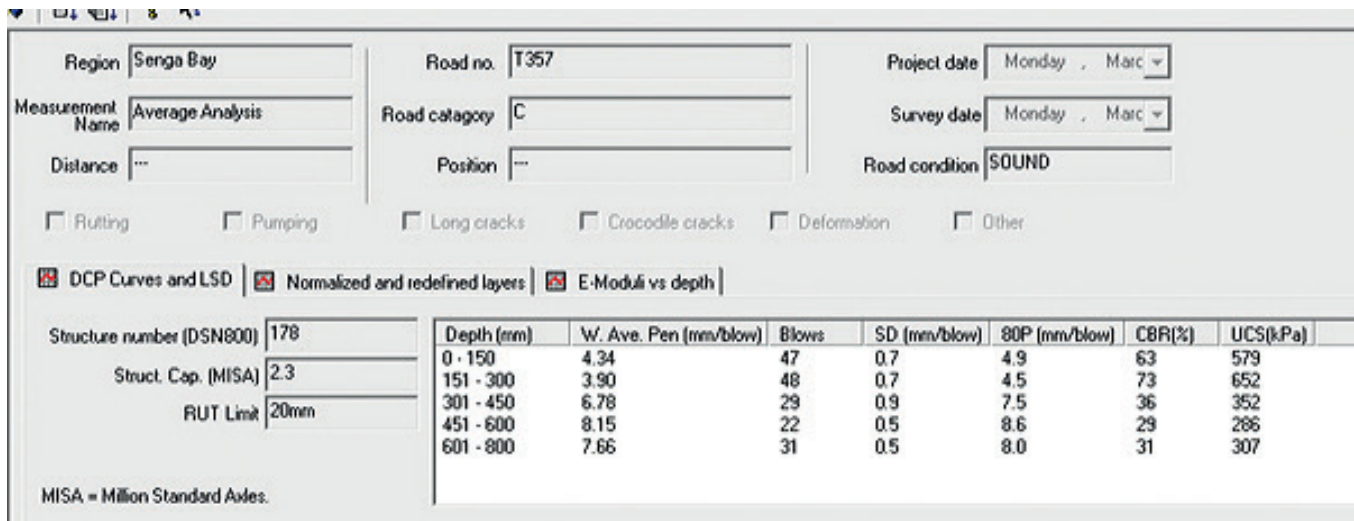 Region Senga Bay Road no. T357 Project date Monday , Marc
Measurement Name Average Analysis Road catagory C Survey date Monday , Marc
Distance --- Position --- Road condition SOUND
Rutting Pumping Long cracks Crocodile cracks Deformation Other
DCP Curves and LSD Normalized and redefined layers E-Moduli vs depth
Structure number (DSN800) 178
Struct. Cap. (MISA) 2.3
RUT Limit 20mm
MISA = Million Standard Axles.
Depth (mm) W. Ave. Pen (mm/blow) Blows SD (mm/blow) 80P (mm/blow) CBR(%) UCS(kPa)
0 - 150 4.34 47 0.7 4.9 63 579
151 - 300 3.90 48 0.7 4.5 73 652
301 - 450 6.78 29 0.9 7.5 36 352
451 - 600 8.15 22 0.5 8.6 29 286
601 - 800 7.66 31 0.5 8.0 31 307